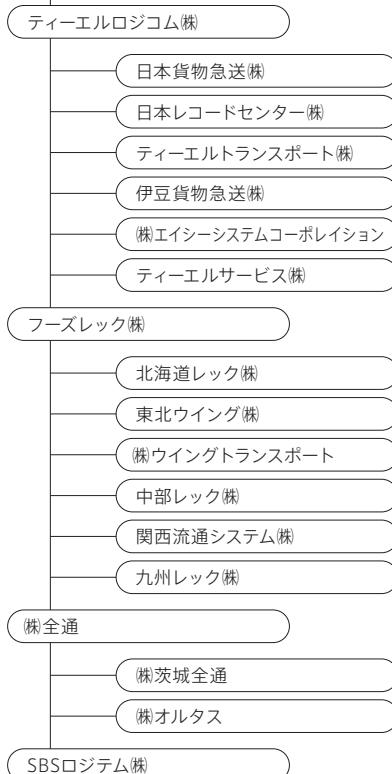 ティーエルロジコム㈱
日本貨物急送㈱
日本レコードセンター㈱
ティーエルトランスポート㈱
伊豆貨物急送㈱
㈱エイシーシステムコーポレイション
ティーエルサービス㈱
フーズレック㈱
北海道レック㈱
東北ウイング㈱
㈱ウイングトランスポート
中部レック㈱
関西流通システム㈱
九州レック㈱
㈱全通
㈱茨城全通
㈱オルタス
SBSロジテム㈱